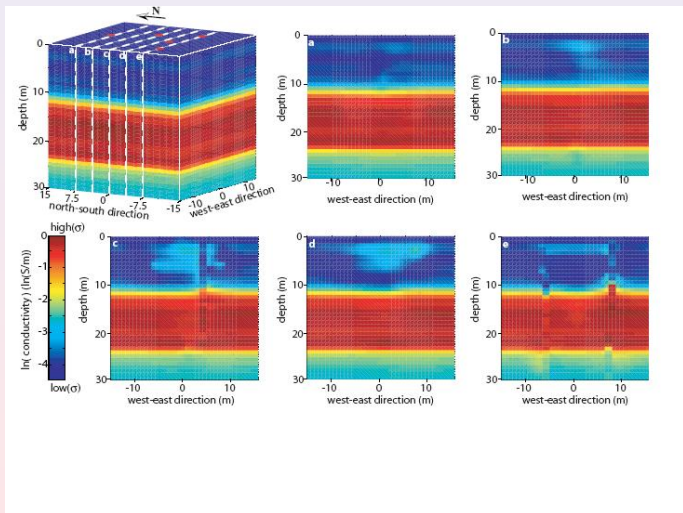 N
a
b
c
d
e
0
10
20
30
depth (m)
15
7.5
0
-7.5
-15
north-south direction
-10
0
10
west-east direction
a
0
10
20
30
depth (m)
-10
0
10
west-east direction (m)
b
0
10
20
30
depth (m)
-10
0
10
west-east direction (m)
high(σ)
0
-1
-2
-3
-4
low(σ)
ln( conductivity ) (ln(S/m))
c
0
10
20
30
depth (m)
-10
0
10
west-east direction (m)
d
0
10
20
30
depth (m)
-10
0
10
west-east direction (m)
e
0
10
20
30
depth (m)
-10
0
10
west-east direction (m)